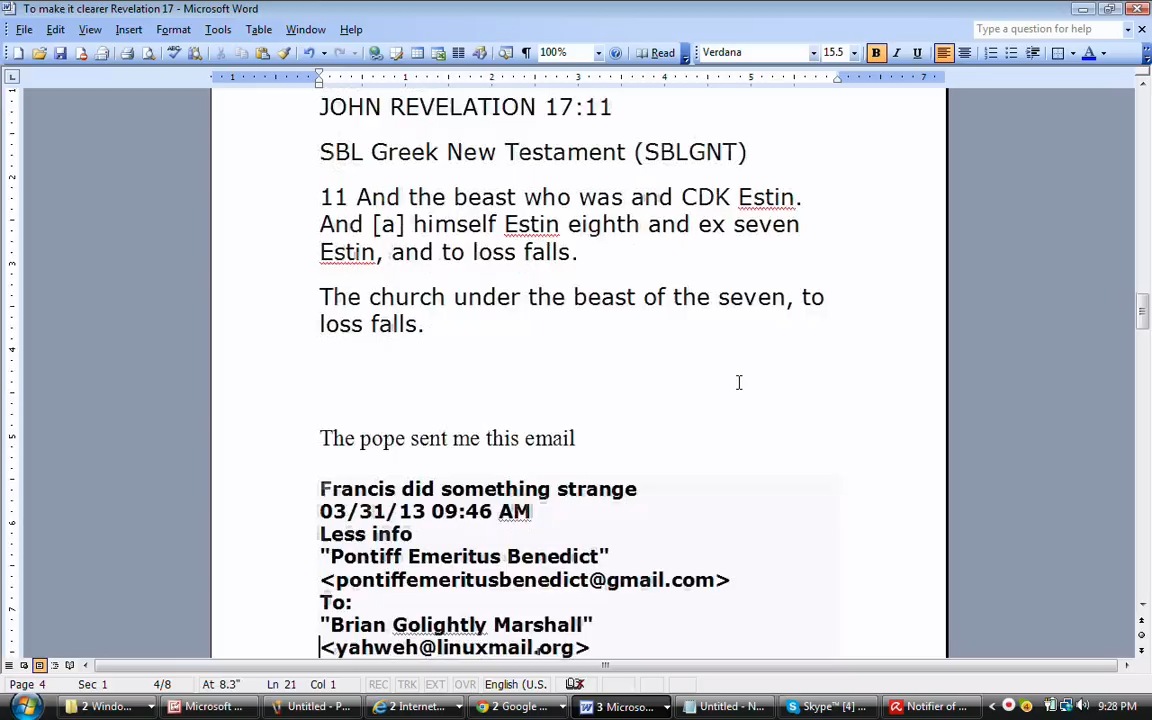 To make it clearer Revelation 17 - Microsoft Word
File Edit View Insert Format Tools Table Window Help Type a question for help
100% Read Verdana 15.5 B I U A
1 1 2 3 4 5 7
JOHN REVELATION 17:11
SBL Greek New Testament (SBLGNT)
11 And the beast who was and CDK Estin.
And [a] himself Estin eighth and ex seven
Estin, and to loss falls.
The church under the beast of the seven, to
loss falls.
The pope sent me this email
Francis did something strange
03/31/13 09:46 AM
Less info
"Pontiff Emeritus Benedict"
<pontiffemeritusbenedict@gmail.com>
To:
"Brian Golightly Marshall"
<yahweh@linuxmail.org>
Page 4 Sec 1 4/8 At 8.3" Ln 21 Col 1 REC TRK EXT OVR English (U.S.
2 Windo... Microsoft ... Untitled - P... 2 Internet... 2 Google ... 3 Microso... Untitled - N... Skype™ [4] ... Notifier of ... 9:28 PM